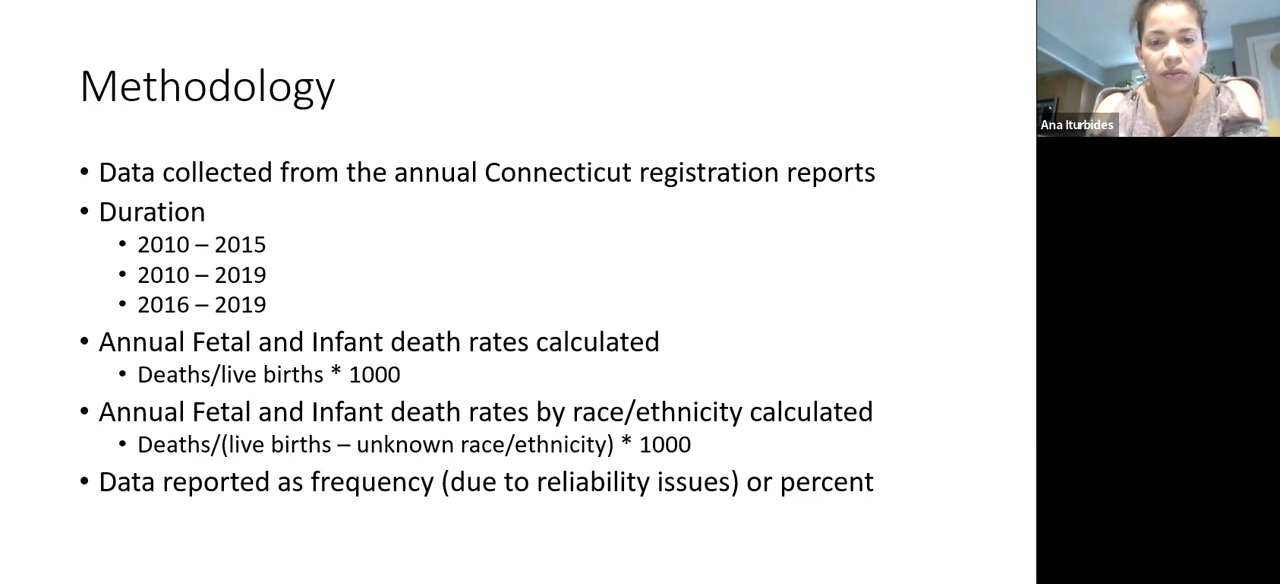 Methodology
• Data collected from the annual Connecticut registration reports
• Duration
• 2010 – 2015
• 2010 – 2019
• 2016 – 2019
• Annual Fetal and Infant death rates calculated
• Deaths/live births * 1000
• Annual Fetal and Infant death rates by race/ethnicity calculated
• Deaths/(live births – unknown race/ethnicity) * 1000
• Data reported as frequency (due to reliability issues) or percent
Ana Iturbides